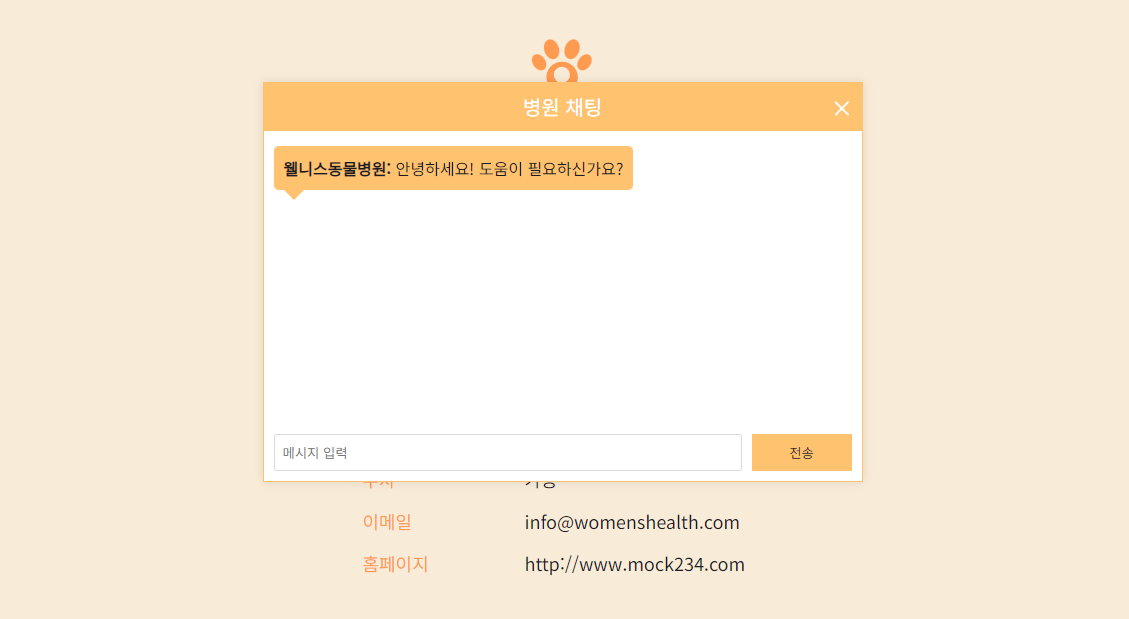 병원 채팅
웰니스동물병원: 안녕하세요! 도움이 필요하신가요?
메시지 입력
전송
이메일 info@womenshealth.com
홈페이지 http://www.mock234.com